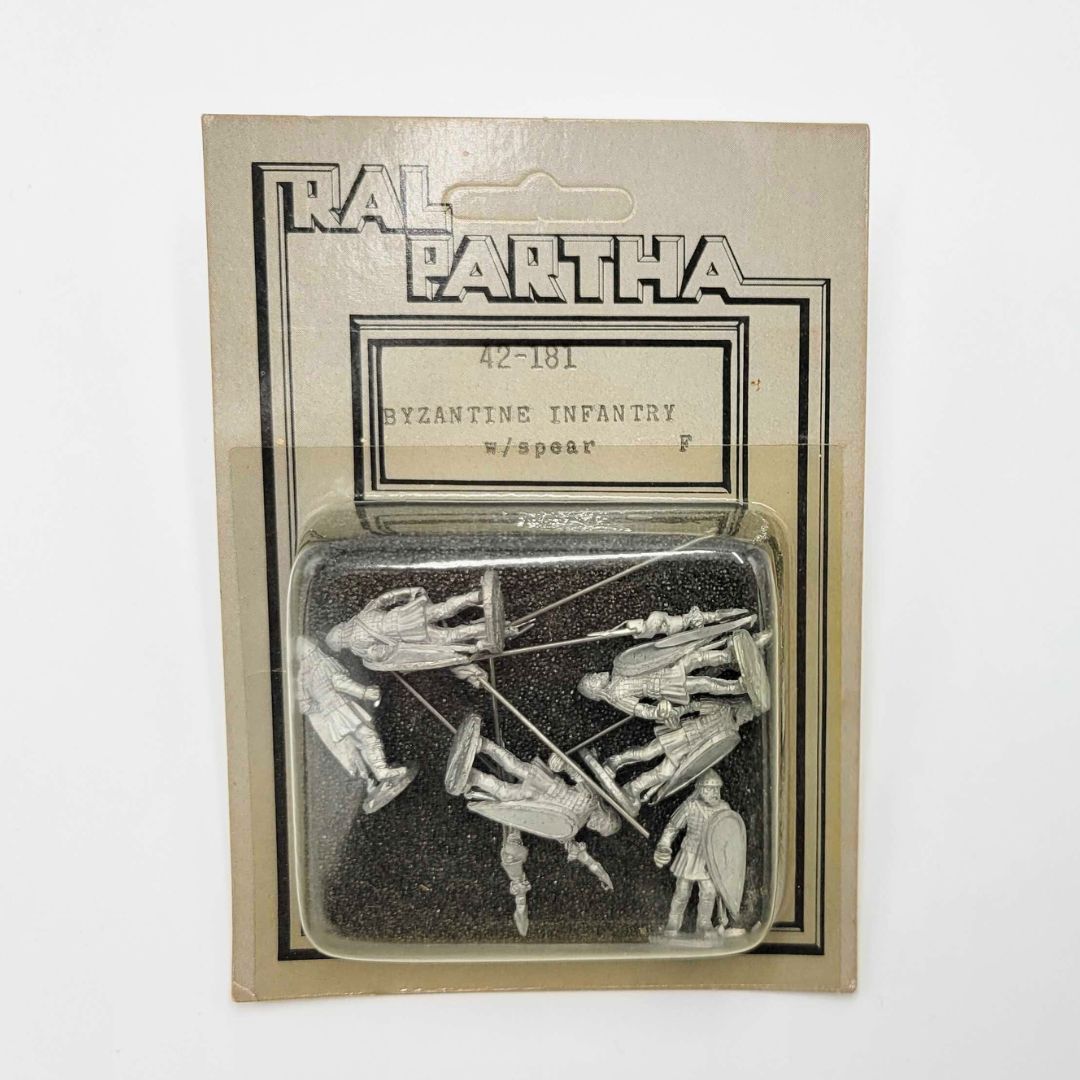 RAL
PARTHA
42-181
BYZANTINE INFANTRY
w/spear F